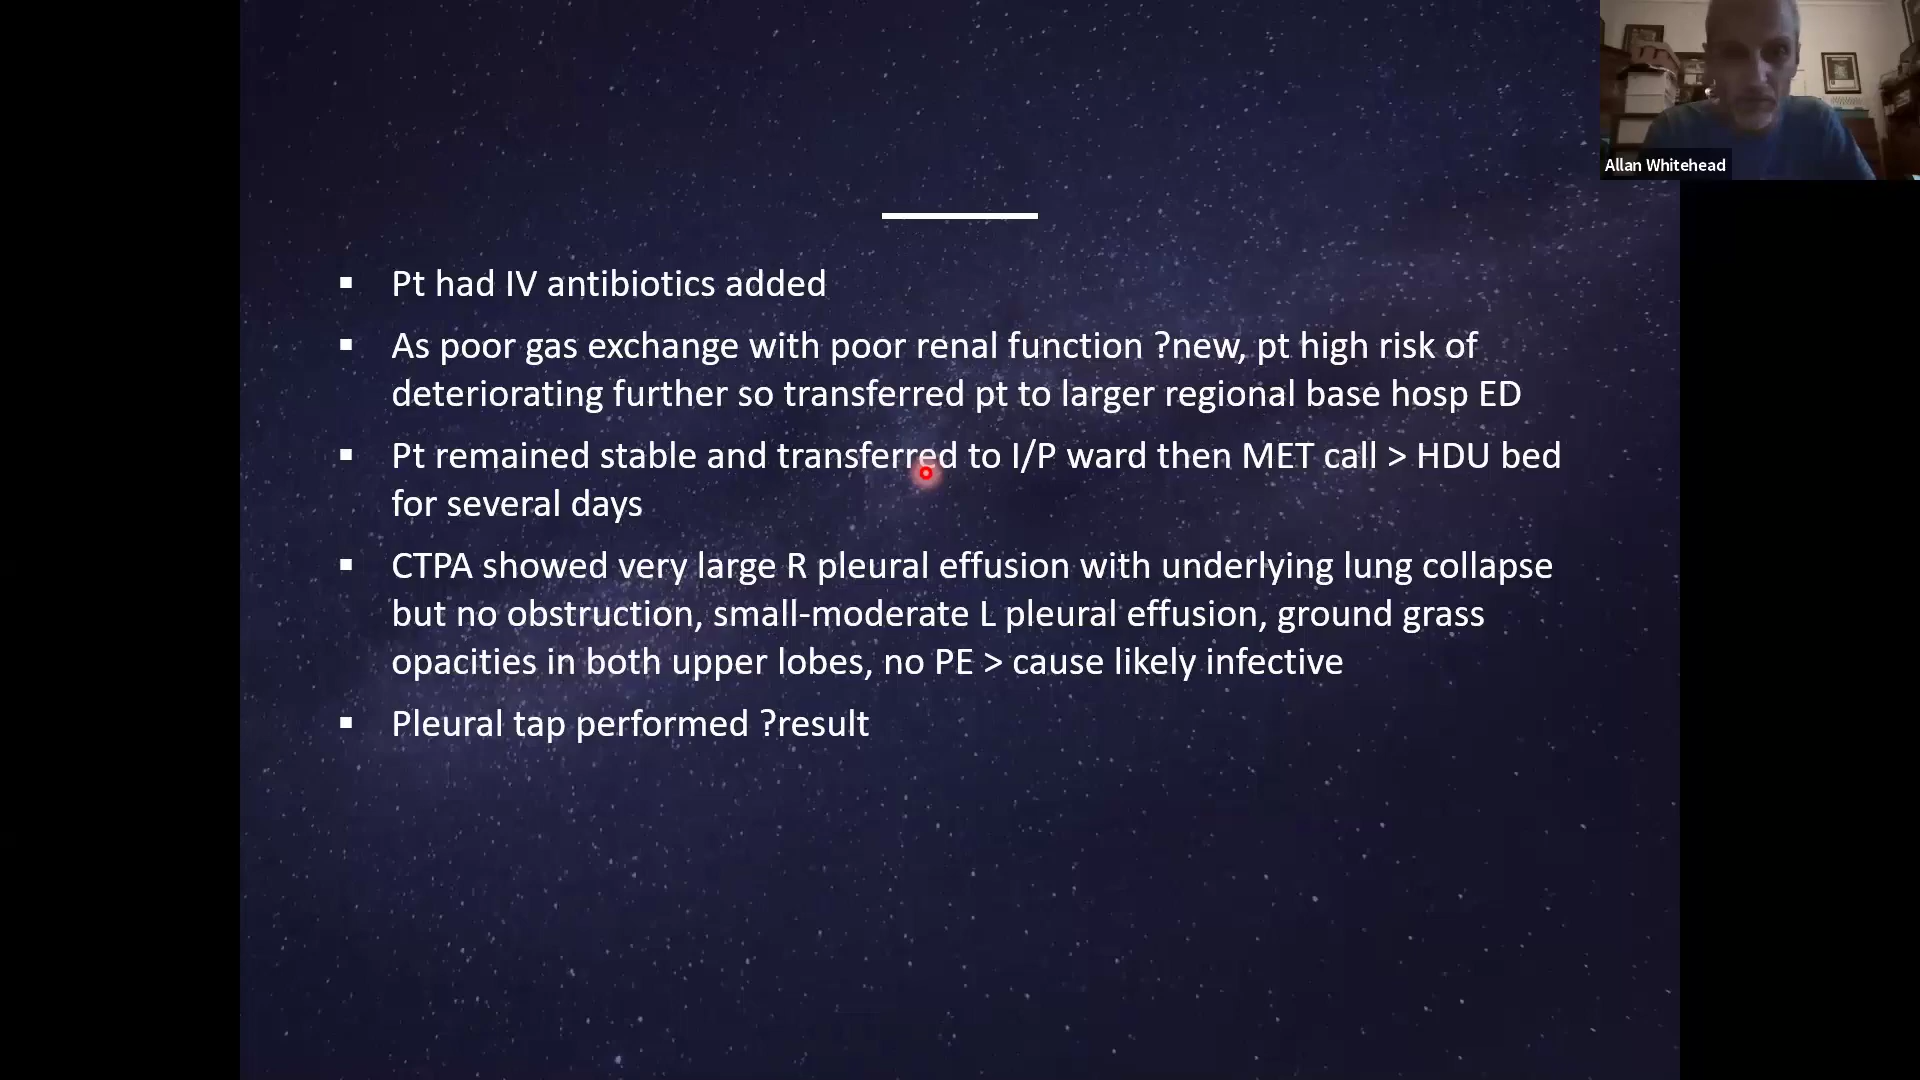 Allan Whitehead
▪ Pt had IV antibiotics added
▪ As poor gas exchange with poor renal function ?new, pt high risk of
deteriorating further so transferred pt to larger regional base hosp ED
▪ Pt remained stable and transferred to I/P ward then MET call > HDU bed
for several days
▪ CTPA showed very large R pleural effusion with underlying lung collapse
but no obstruction, small-moderate L pleural effusion, ground grass
opacities in both upper lobes, no PE > cause likely infective
▪ Pleural tap performed ?result